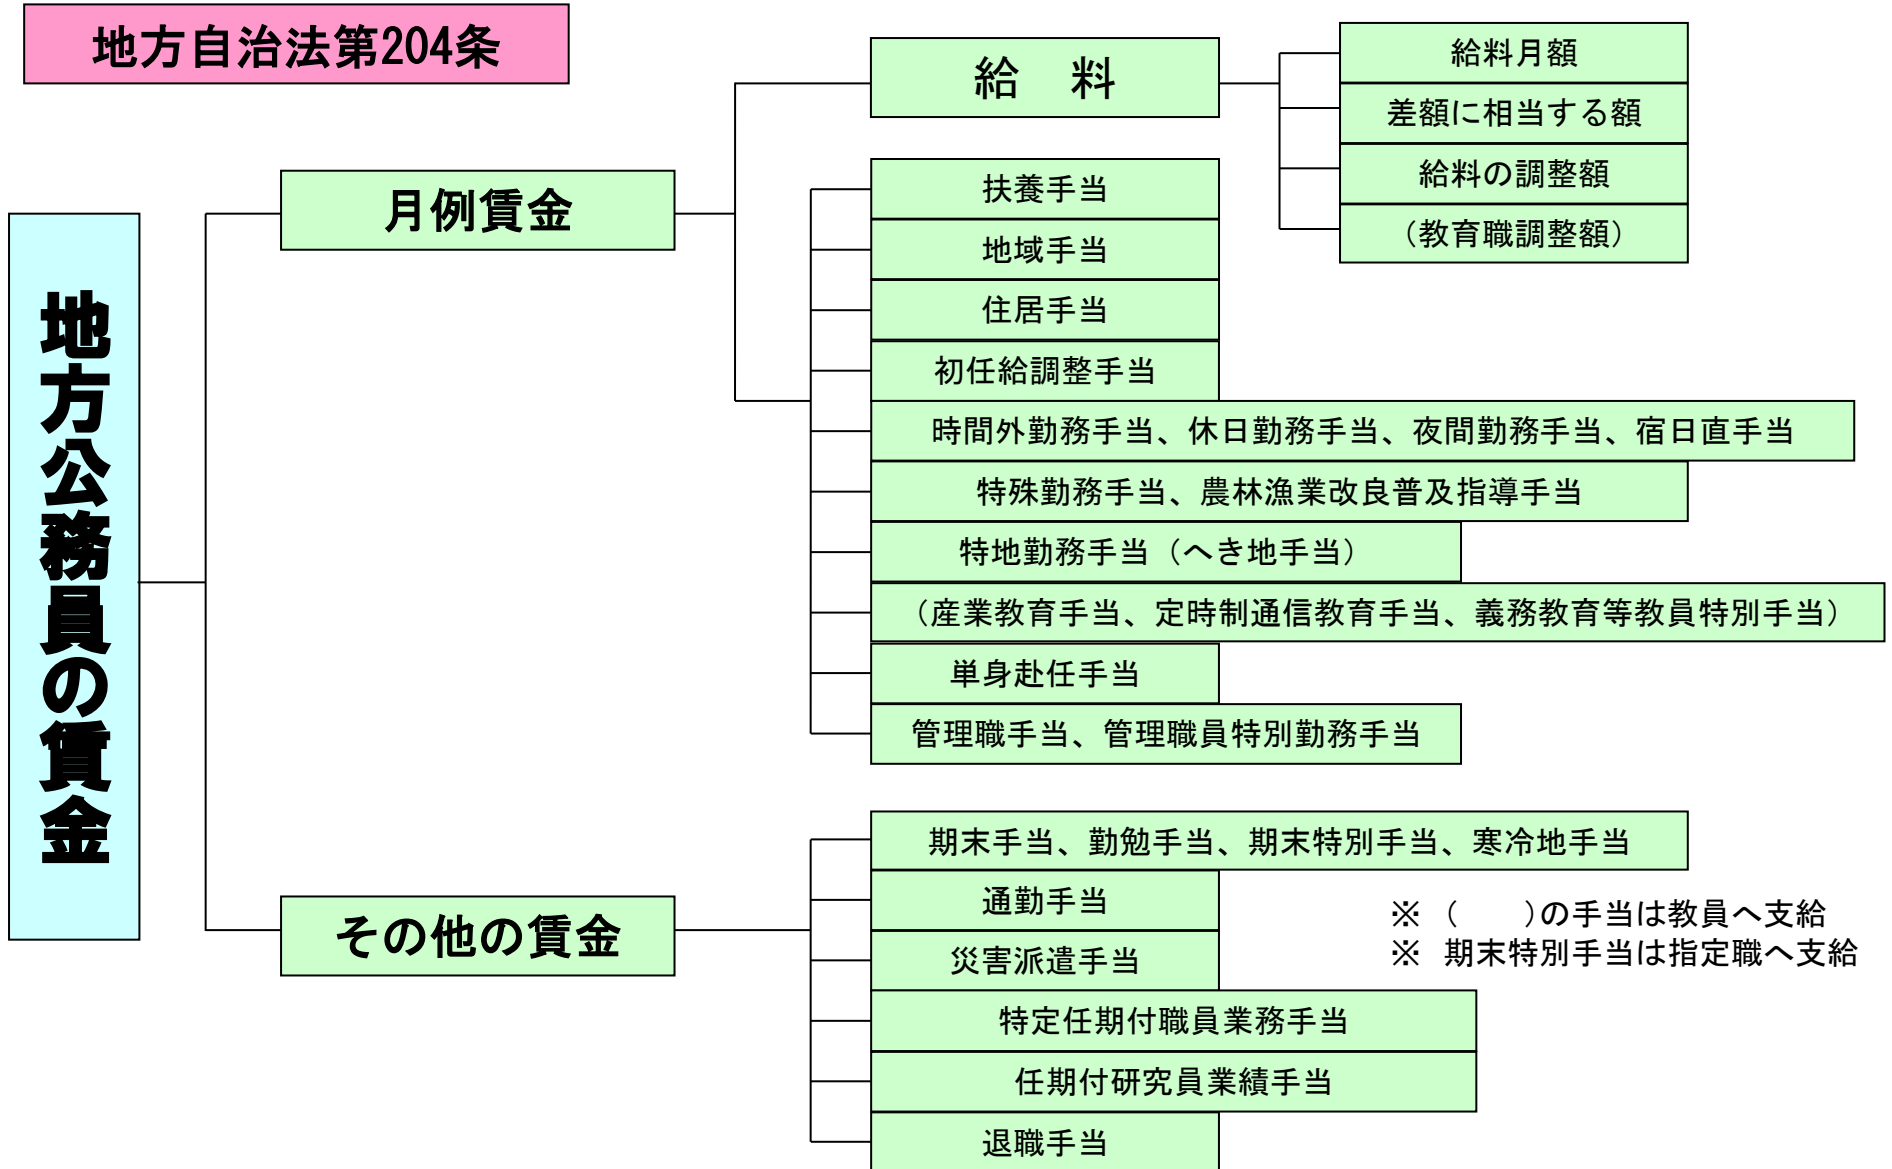 地方自治法第204条
地方公務員の賃金
月例賃金
給　料
給料月額
差額に相当する額
給料の調整額
（教育職調整額）
扶養手当
地域手当
住居手当
初任給調整手当
時間外勤務手当、休日勤務手当、夜間勤務手当、宿日直手当
特殊勤務手当、農林漁業改良普及指導手当
特地勤務手当（へき地手当）
（産業教育手当、定時制通信教育手当、義務教育等教員特別手当）
単身赴任手当
管理職手当、管理職員特別勤務手当
その他の賃金
期末手当、勤勉手当、期末特別手当、寒冷地手当
通勤手当
災害派遣手当
特定任期付職員業務手当
任期付研究員業績手当
退職手当
※　（　　）の手当は教員へ支給
※　期末特別手当は指定職へ支給